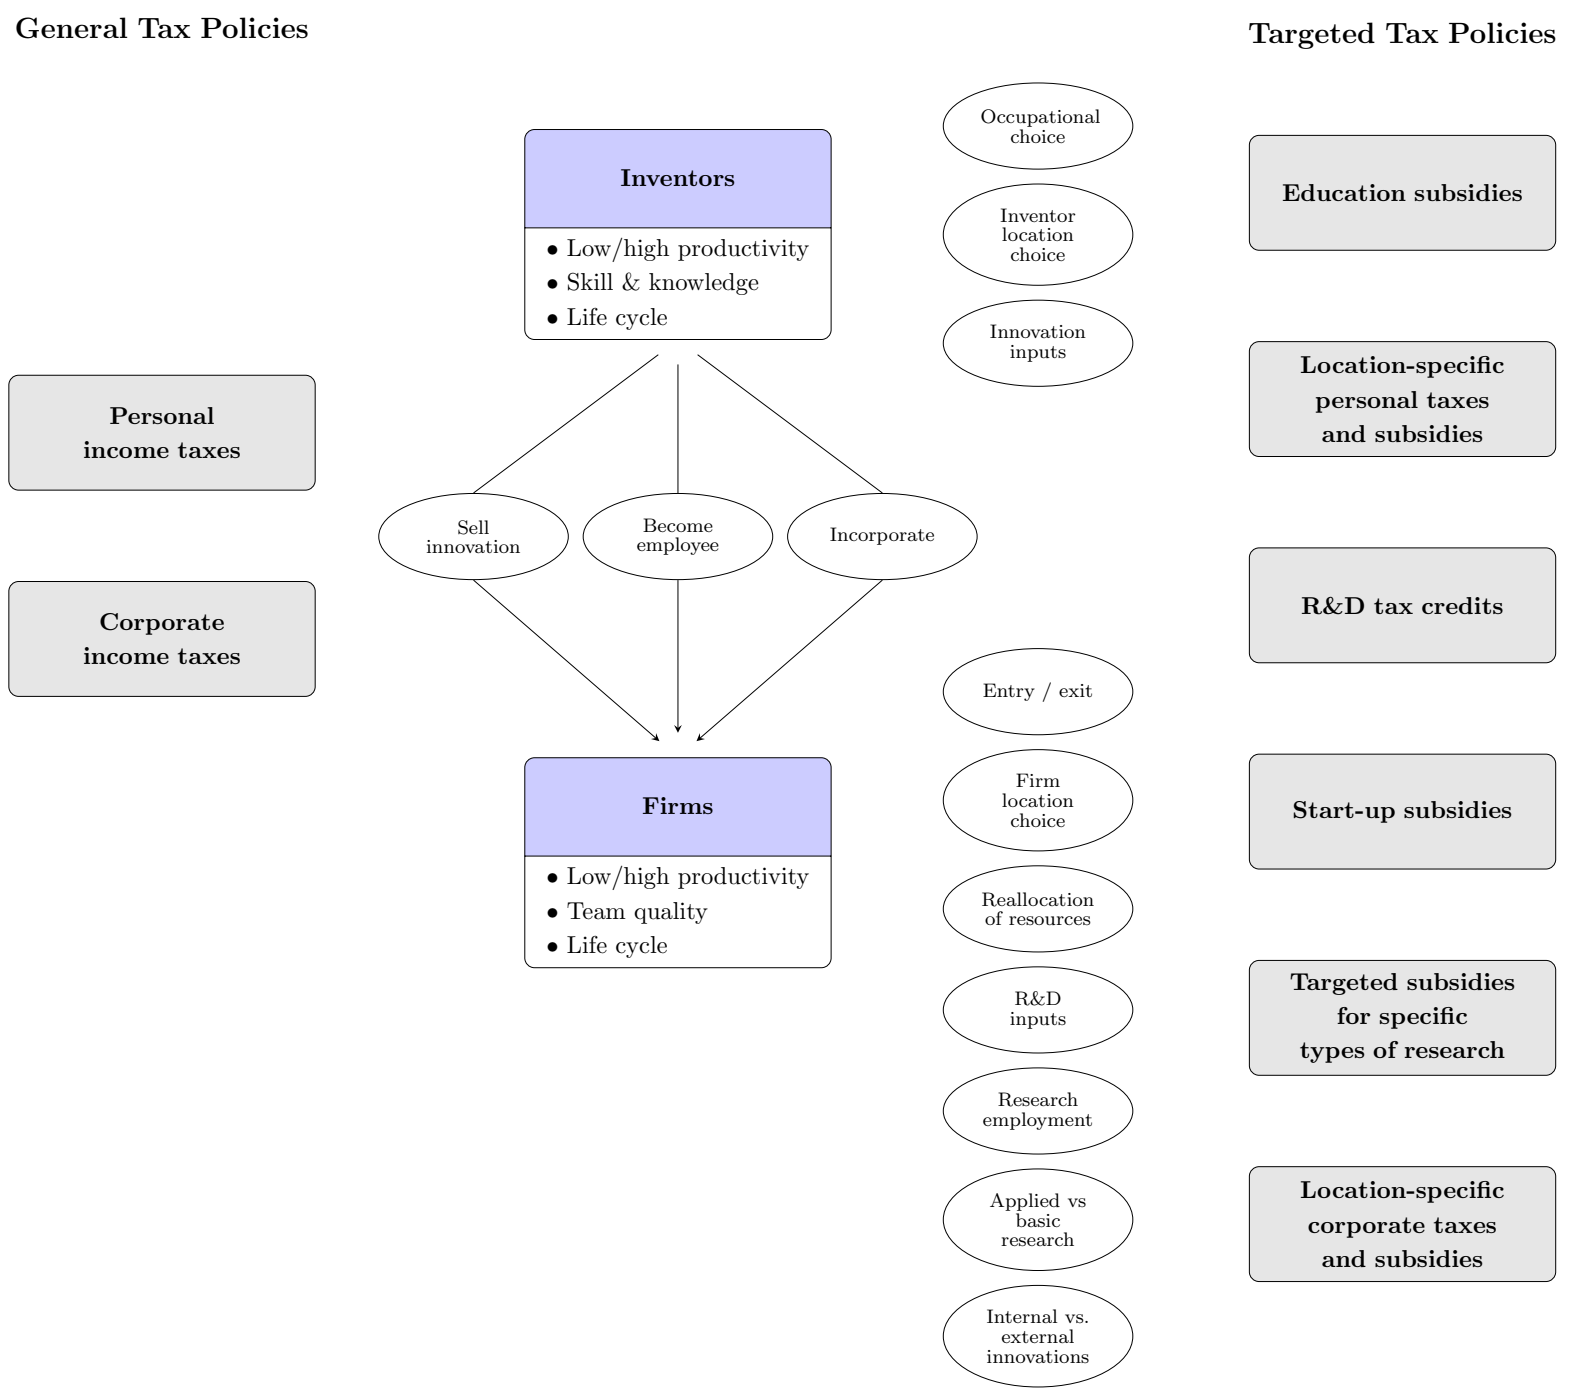 General Tax Policies
Personal
income taxes
Corporate
income taxes
Inventors
• Low/high productivity
• Skill & knowledge
• Life cycle
Sell
innovation
Become
employee
Incorporate
Firms
• Low/high productivity
• Team quality
• Life cycle
Occupational
choice
Inventor
location
choice
Innovation
inputs
Entry / exit
Firm
location
choice
Reallocation
of resources
R&D
inputs
Research
employment
Applied vs
basic
research
Internal vs.
external
innovations
Targeted Tax Policies
Education subsidies
Location-specific
personal taxes
and subsidies
R&D tax credits
Start-up subsidies
Targeted subsidies
for specific
types of research
Location-specific
corporate taxes
and subsidies